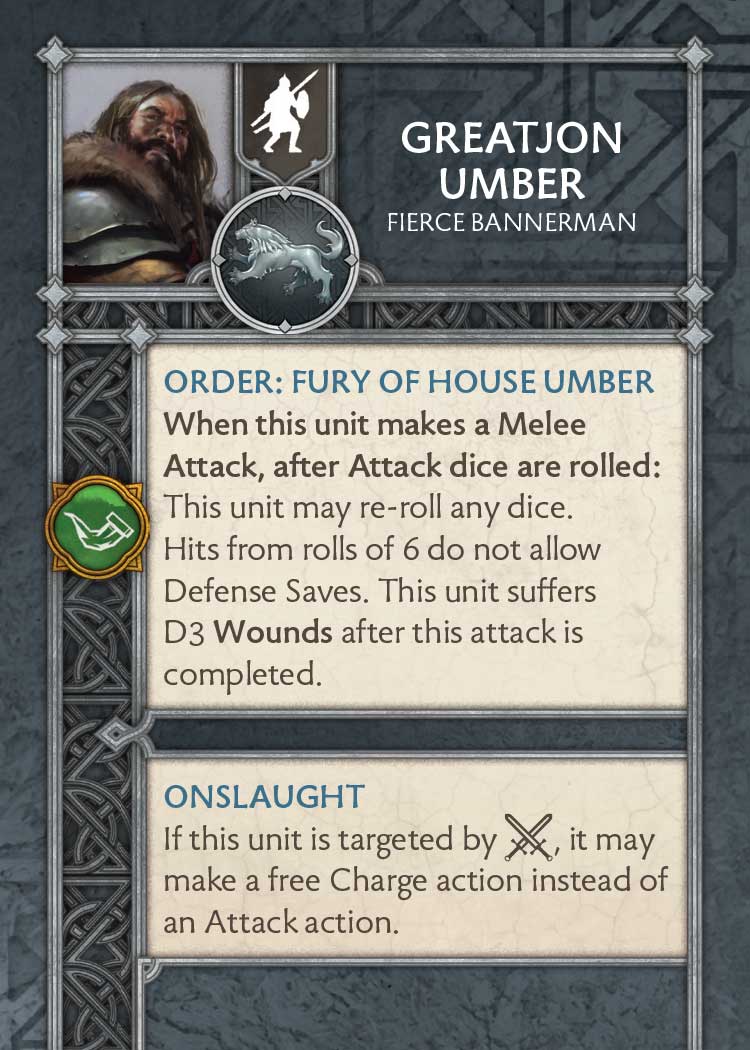 GREATJON
UMBER
FIERCE BANNERMAN
ORDER: FURY OF HOUSE UMBER
When this unit makes a Melee
Attack, after Attack dice are rolled:
This unit may re-roll any dice.
Hits from rolls of 6 do not allow
Defense Saves. This unit suffers
D3 Wounds after this attack is
completed.
ONSLAUGHT
If this unit is targeted by , it may
make a free Charge action instead of
an Attack action.